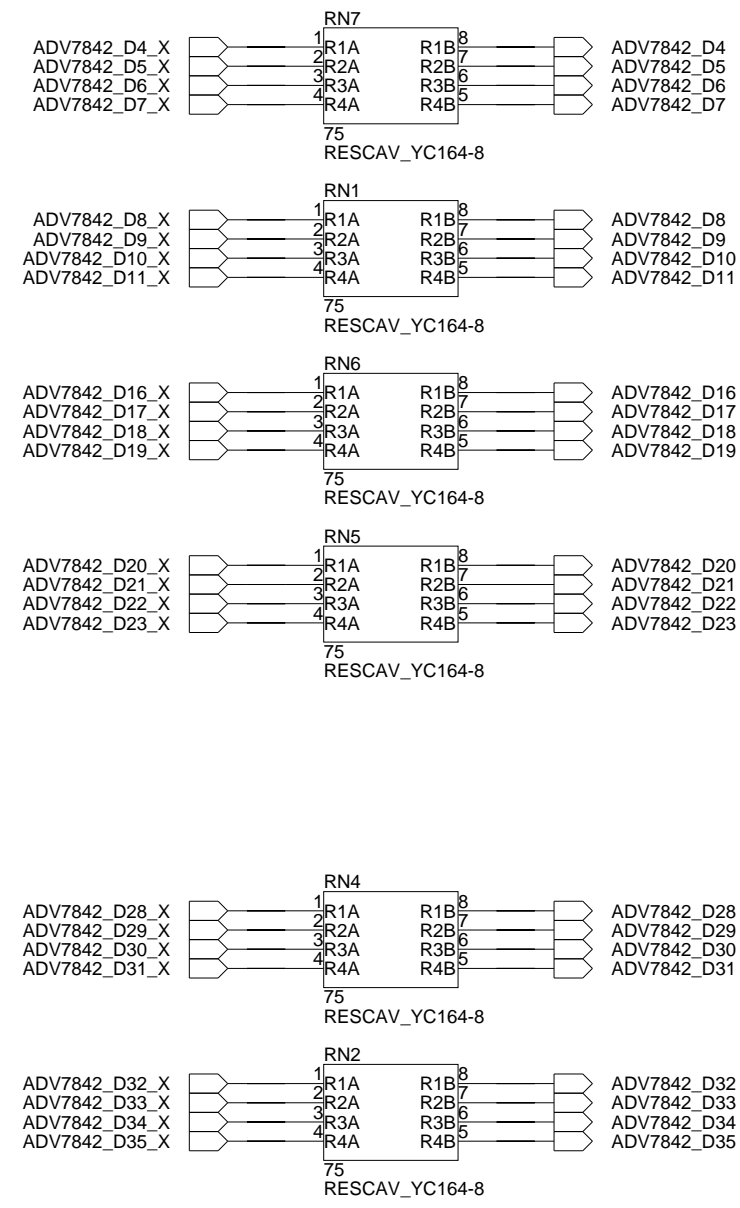 RN7
ADV7842_D4_X 1 R1A R1B 8 ADV7842_D4
ADV7842_D5_X 2 R2A R2B 7 ADV7842_D5
ADV7842_D6_X 3 R3A R3B 6 ADV7842_D6
ADV7842_D7_X 4 R4A R4B 5 ADV7842_D7
75
RESCAV_YC164-8
RN1
ADV7842_D8_X 1 R1A R1B 8 ADV7842_D8
ADV7842_D9_X 2 R2A R2B 7 ADV7842_D9
ADV7842_D10_X 3 R3A R3B 6 ADV7842_D10
ADV7842_D11_X 4 R4A R4B 5 ADV7842_D11
75
RESCAV_YC164-8
RN6
ADV7842_D16_X 1 R1A R1B 8 ADV7842_D16
ADV7842_D17_X 2 R2A R2B 7 ADV7842_D17
ADV7842_D18_X 3 R3A R3B 6 ADV7842_D18
ADV7842_D19_X 4 R4A R4B 5 ADV7842_D19
75
RESCAV_YC164-8
RN5
ADV7842_D20_X 1 R1A R1B 8 ADV7842_D20
ADV7842_D21_X 2 R2A R2B 7 ADV7842_D21
ADV7842_D22_X 3 R3A R3B 6 ADV7842_D22
ADV7842_D23_X 4 R4A R4B 5 ADV7842_D23
75
RESCAV_YC164-8
RN4
ADV7842_D28_X 1 R1A R1B 8 ADV7842_D28
ADV7842_D29_X 2 R2A R2B 7 ADV7842_D29
ADV7842_D30_X 3 R3A R3B 6 ADV7842_D30
ADV7842_D31_X 4 R4A R4B 5 ADV7842_D31
75
RESCAV_YC164-8
RN2
ADV7842_D32_X 1 R1A R1B 8 ADV7842_D32
ADV7842_D33_X 2 R2A R2B 7 ADV7842_D33
ADV7842_D34_X 3 R3A R3B 6 ADV7842_D34
ADV7842_D35_X 4 R4A R4B 5 ADV7842_D35
75
RESCAV_YC164-8